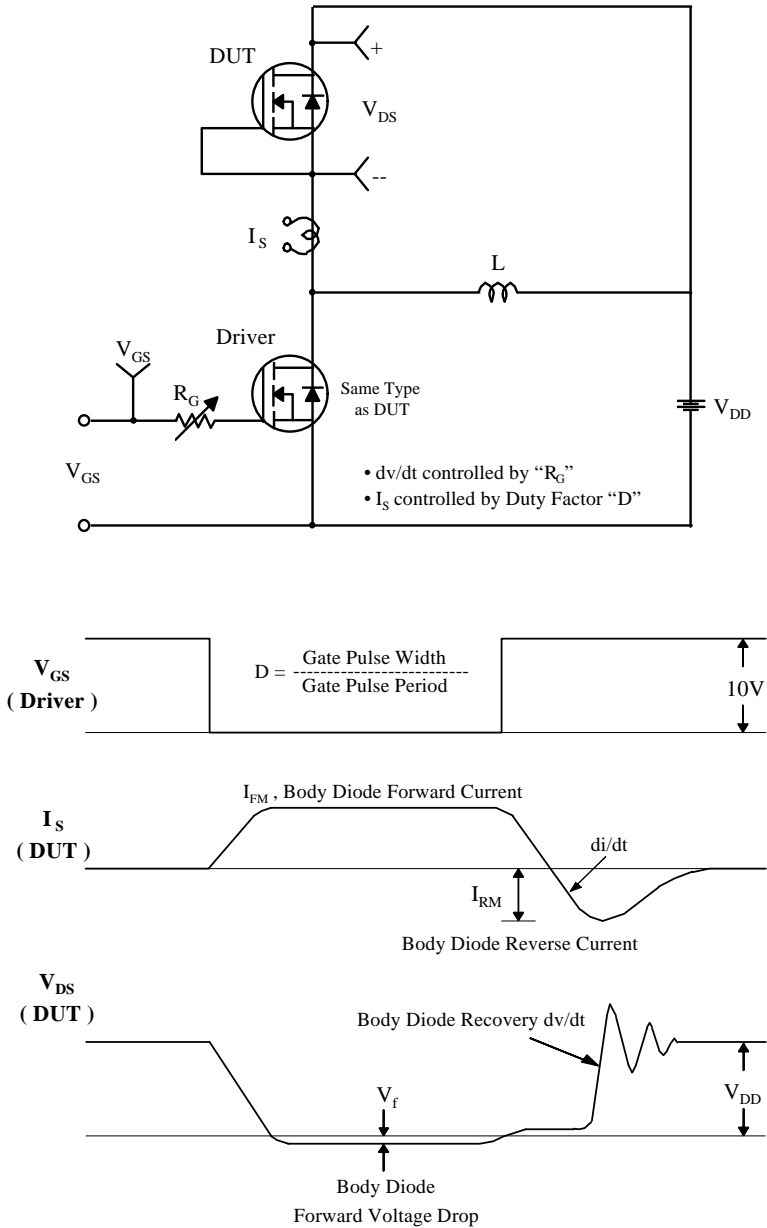 DUT
+
V_DS
--
I_S
L
Driver
V_GS
R_G
Same Type
as DUT
V_DD
V_GS
• dv/dt controlled by “R_G”
• I_S controlled by Duty Factor “D”
V_GS
( Driver )
D = Gate Pulse Width
Gate Pulse Period
10V
I_FM , Body Diode Forward Current
I_S
( DUT )
di/dt
I_RM
Body Diode Reverse Current
V_DS
( DUT )
Body Diode Recovery dv/dt
V_f
V_DD
Body Diode
Forward Voltage Drop